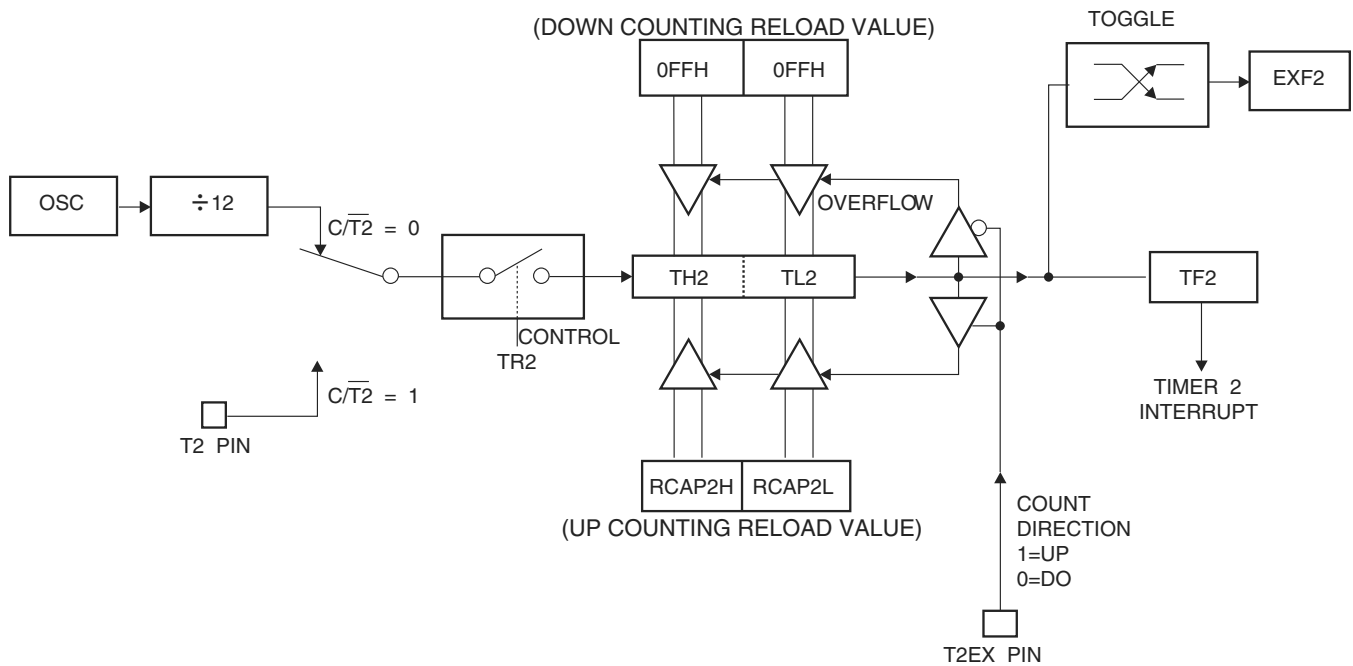 (DOWN COUNTING RELOAD VALUE)
TOGGLE
0FFH 0FFH
EXF2
OSC
÷12
OVERFLOW
C/T2̅ = 0
TH2 TL2
TF2
CONTROL
TR2
C/T2̅ = 1
T2 PIN
TIMER 2
INTERRUPT
RCAP2H RCAP2L
(UP COUNTING RELOAD VALUE)
COUNT
DIRECTION
1=UP
0=DO
T2EX PIN